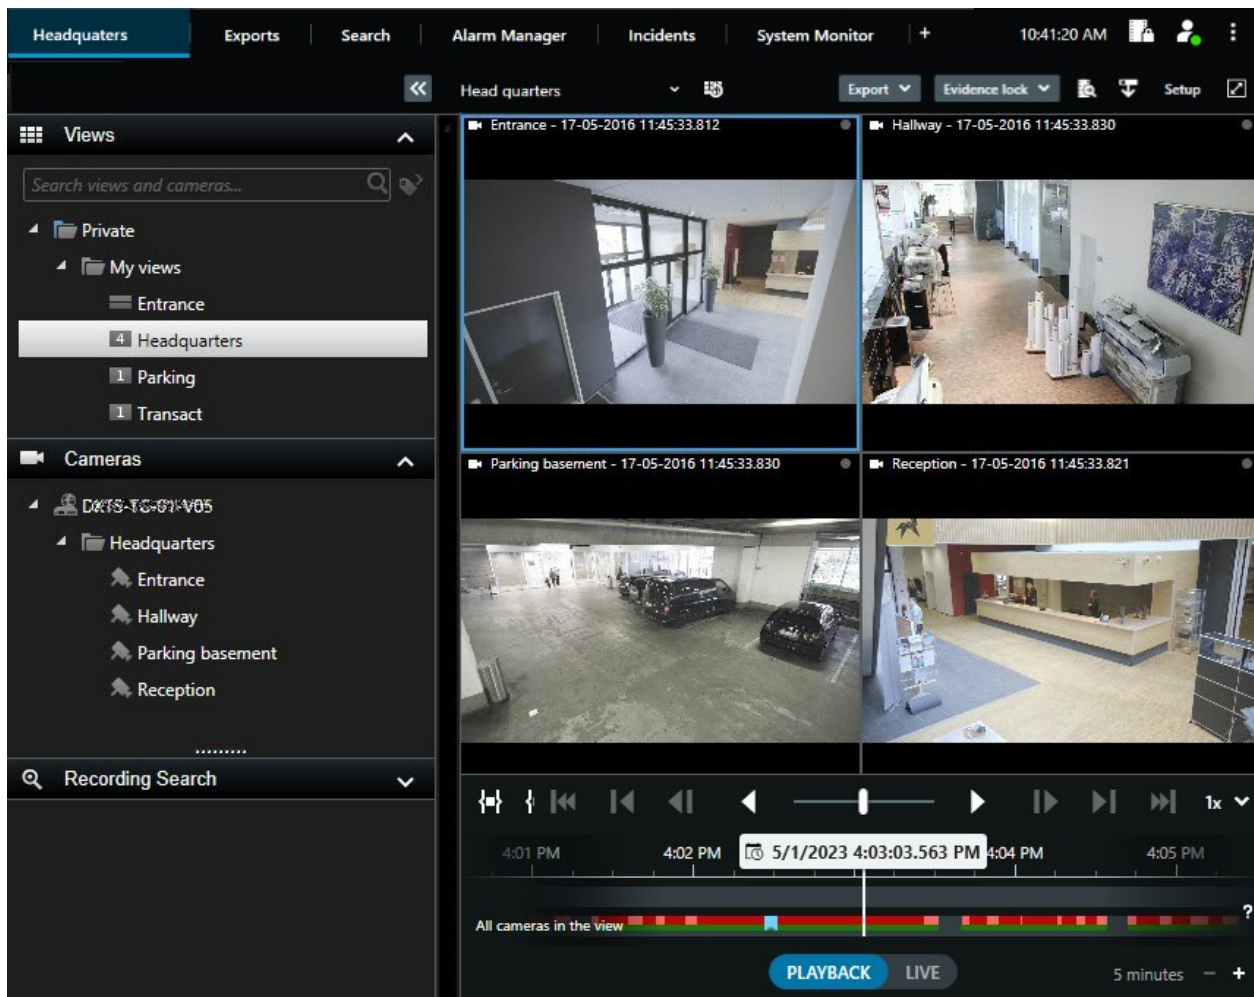 Headquaters Exports Search Alarm Manager Incidents System Monitor + 10:41:20 AM
Head quarters Export Evidence lock Setup
Views
Search views and cameras...
Private
My views
Entrance
4 Headquarters
1 Parking
1 Transact
Cameras
Headquarters
Entrance
Hallway
Parking basement
Reception
Recording Search
Entrance - 17-05-2016 11:45:33.812
Hallway - 17-05-2016 11:45:33.830
Parking basement - 17-05-2016 11:45:33.830
Reception - 17-05-2016 11:45:33.821
1x
4:01 PM 4:02 PM 5/1/2023 4:03:03.563 PM 4:04 PM 4:05 PM
All cameras in the view ?
PLAYBACK LIVE 5 minutes - +